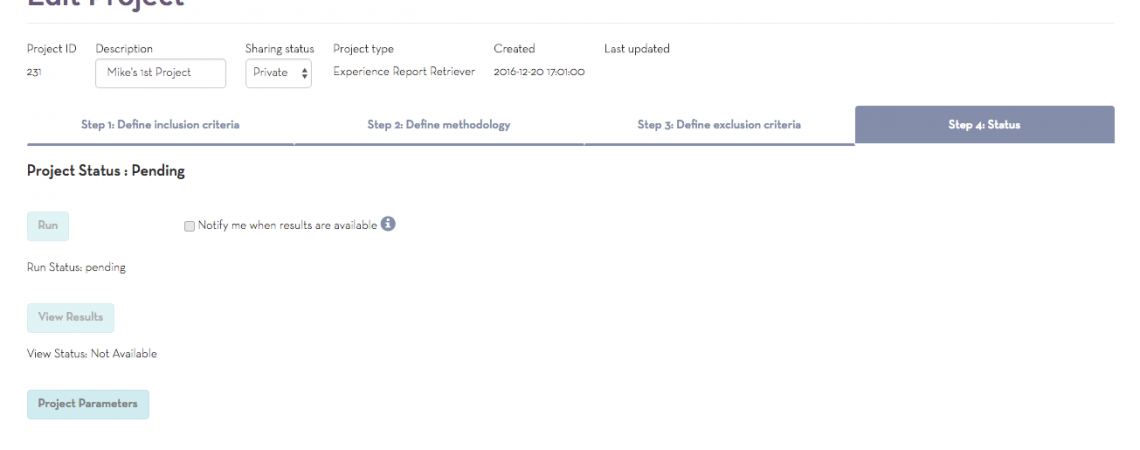 Edit Project
Project ID Description Sharing status Project type Created Last updated
231 Mike's 1st Project Private Experience Report Retriever 2016-12-20 17:01:00
Step 1: Define inclusion criteria Step 2: Define methodology Step 3: Define exclusion criteria Step 4: Status
Project Status : Pending
Run Notify me when results are available
Run Status: pending
View Results
View Status: Not Available
Project Parameters